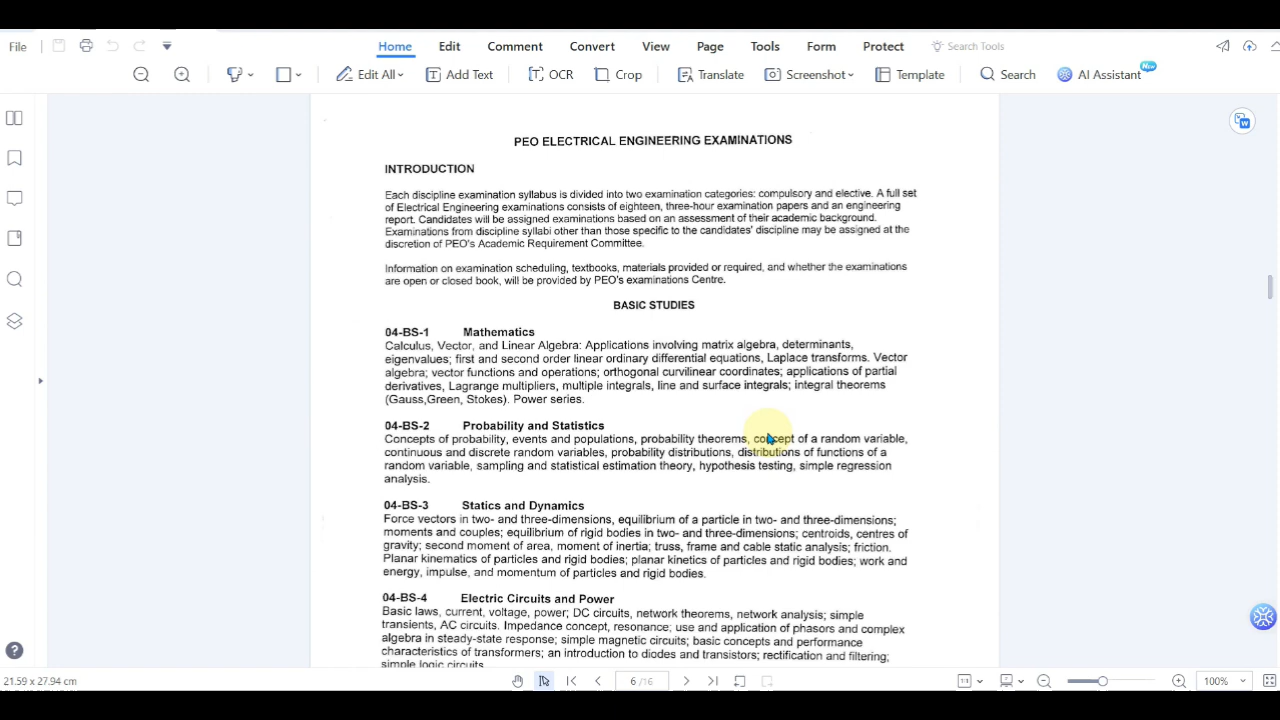 File Home Edit Comment Convert View Page Tools Form Protect Search Tools
Edit All Add Text OCR Crop Translate Screenshot Template Search AI Assistant New
PEO ELECTRICAL ENGINEERING EXAMINATIONS
INTRODUCTION
Each discipline examination syllabus is divided into two examination categories: compulsory and elective. A full set
of Electrical Engineering examinations consists of eighteen, three-hour examination papers and an engineering
report. Candidates will be assigned examinations based on an assessment of their academic background.
Examinations from discipline syllabi other than those specific to the candidates' discipline may be assigned at the
discretion of PEO's Academic Requirement Committee.
Information on examination scheduling, textbooks, materials provided or required, and whether the examinations
are open or closed book, will be provided by PEO's examinations Centre.
BASIC STUDIES
04-BS-1 Mathematics
Calculus, Vector, and Linear Algebra: Applications involving matrix algebra, determinants,
eigenvalues; first and second order linear ordinary differential equations, Laplace transforms. Vector
algebra; vector functions and operations; orthogonal curvilinear coordinates; applications of partial
derivatives, Lagrange multipliers, multiple integrals, line and surface integrals; integral theorems
(Gauss,Green, Stokes). Power series.
04-BS-2 Probability and Statistics
Concepts of probability, events and populations, probability theorems, concept of a random variable,
continuous and discrete random variables, probability distributions, distributions of functions of a
random variable, sampling and statistical estimation theory, hypothesis testing, simple regression
analysis.
04-BS-3 Statics and Dynamics
Force vectors in two- and three-dimensions, equilibrium of a particle in two- and three-dimensions;
moments and couples; equilibrium of rigid bodies in two- and three-dimensions; centroids, centres of
gravity; second moment of area, moment of inertia; truss, frame and cable static analysis; friction.
Planar kinematics of particles and rigid bodies; planar kinetics of particles and rigid bodies; work and
energy, impulse, and momentum of particles and rigid bodies.
04-BS-4 Electric Circuits and Power
Basic laws, current, voltage, power; DC circuits, network theorems, network analysis; simple
transients, AC circuits. Impedance concept, resonance; use and application of phasors and complex
algebra in steady-state response; simple magnetic circuits; basic concepts and performance
characteristics of transformers; an introduction to diodes and transistors; rectification and filtering;
simple logic circuits
21.59 x 27.94 cm 6 /16 1:1 100%